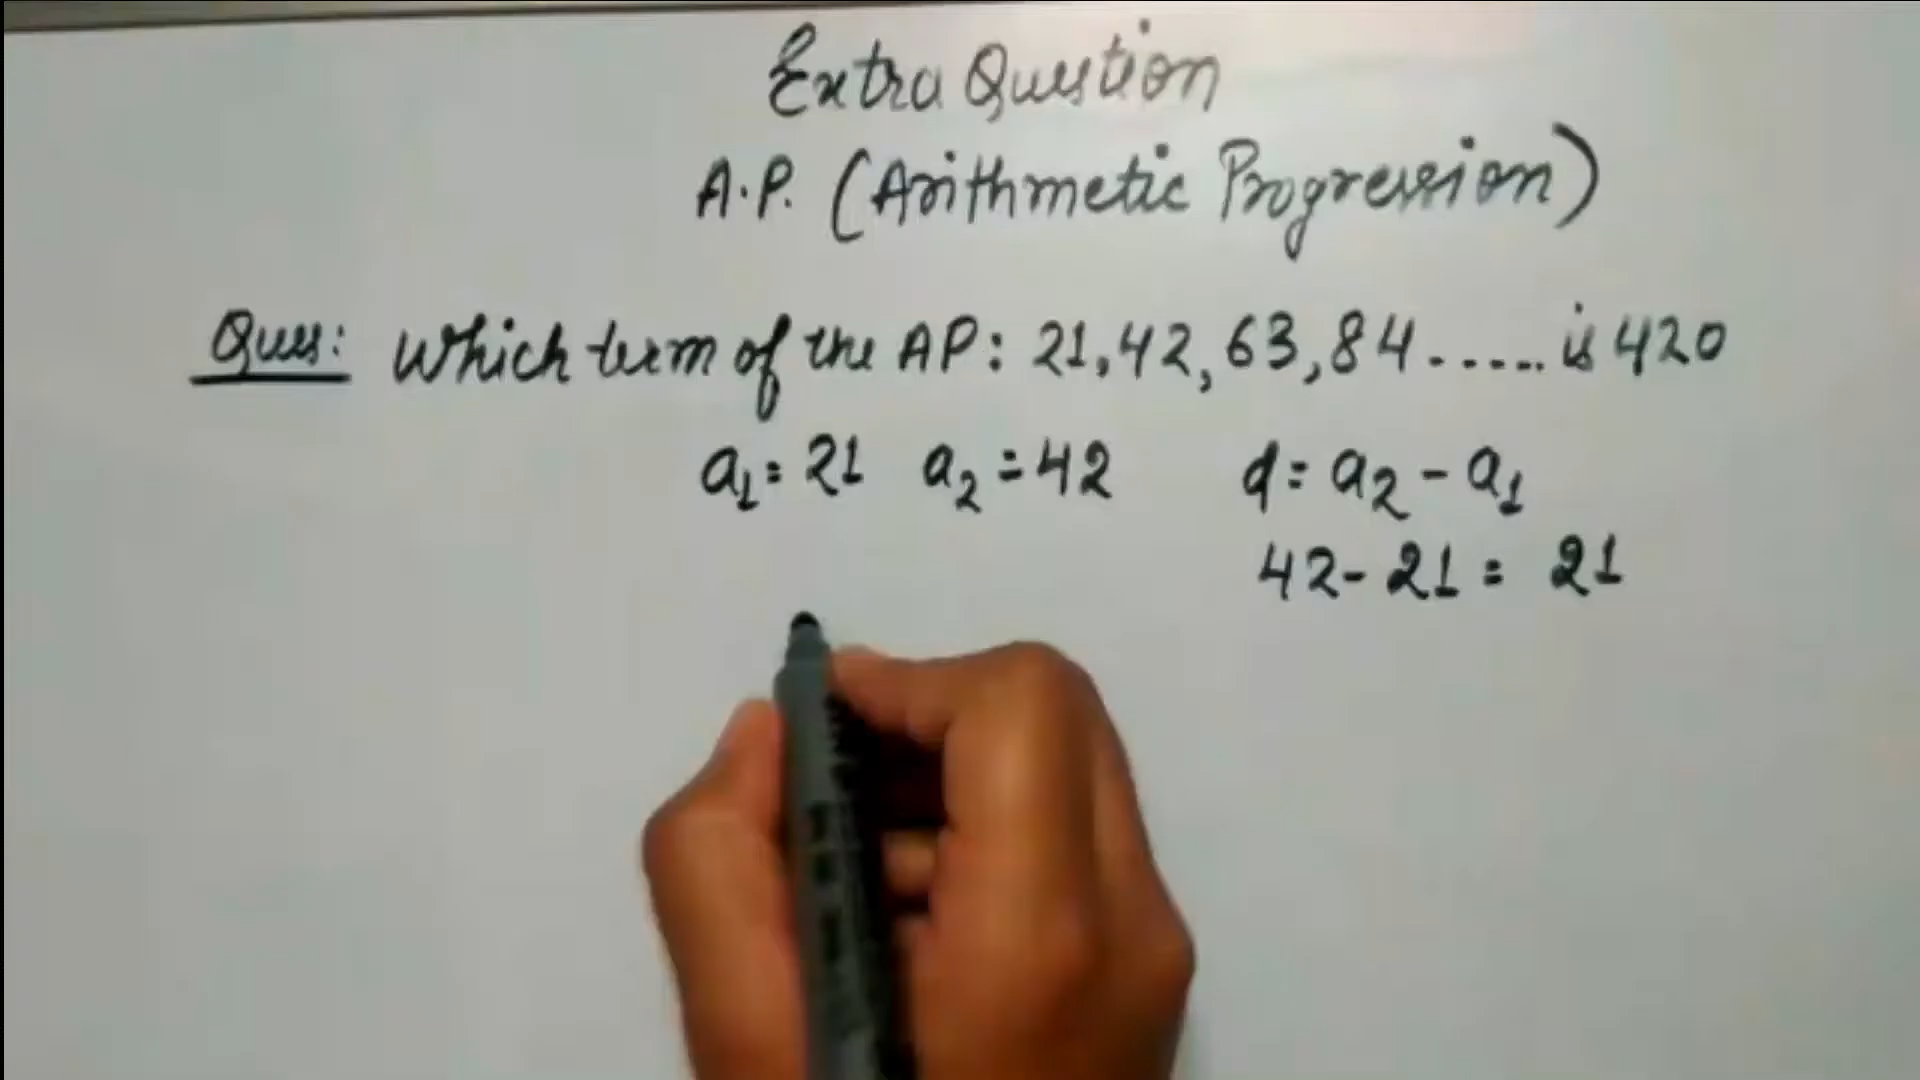 Extra Question
A.P. (Arithmetic Progression)
Ques: Which term of the AP: 21, 42, 63, 84...... is 420
a1 = 21 a2 = 42 d = a2 - a1
42 - 21 = 21